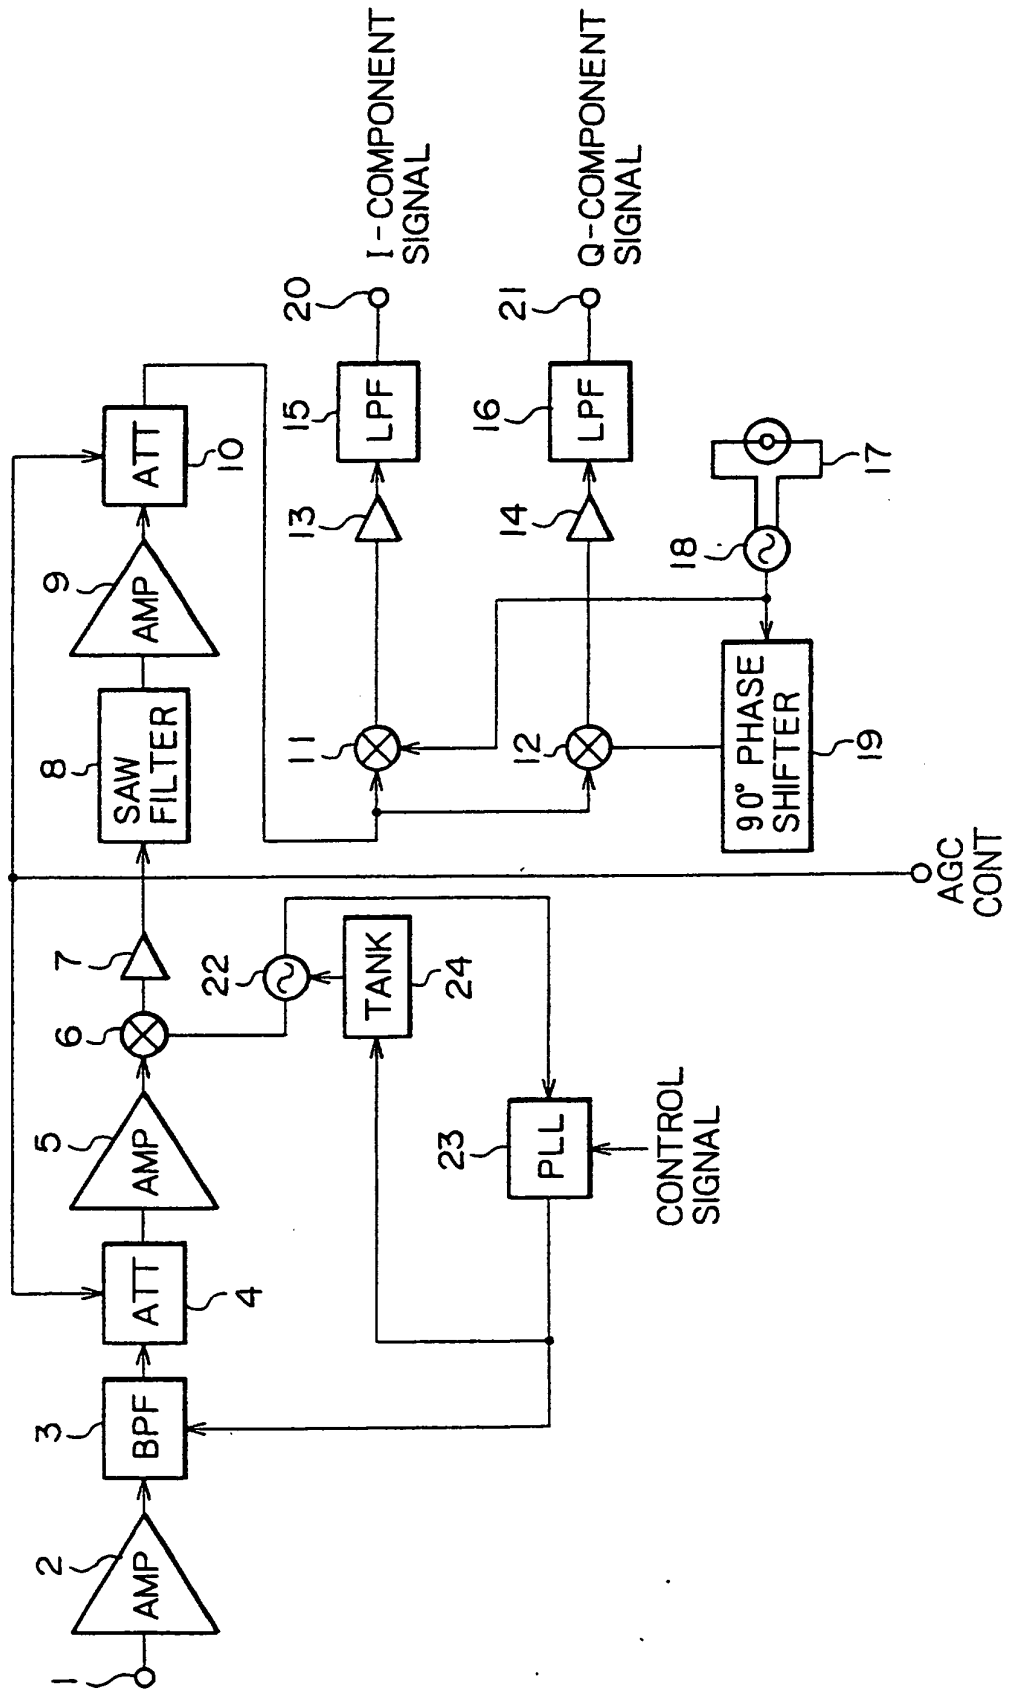 1
2
AMP
3
BPF
4
ATT
5
AMP
6
7
8
SAW
FILTER
9
AMP
10
ATT
11
12
13
14
15
LPF
16
LPF
17
18
19
90° PHASE
SHIFTER
20
I-COMPONENT
SIGNAL
21
Q-COMPONENT
SIGNAL
22
23
PLL
24
TANK
CONTROL
SIGNAL
AGC
CONT